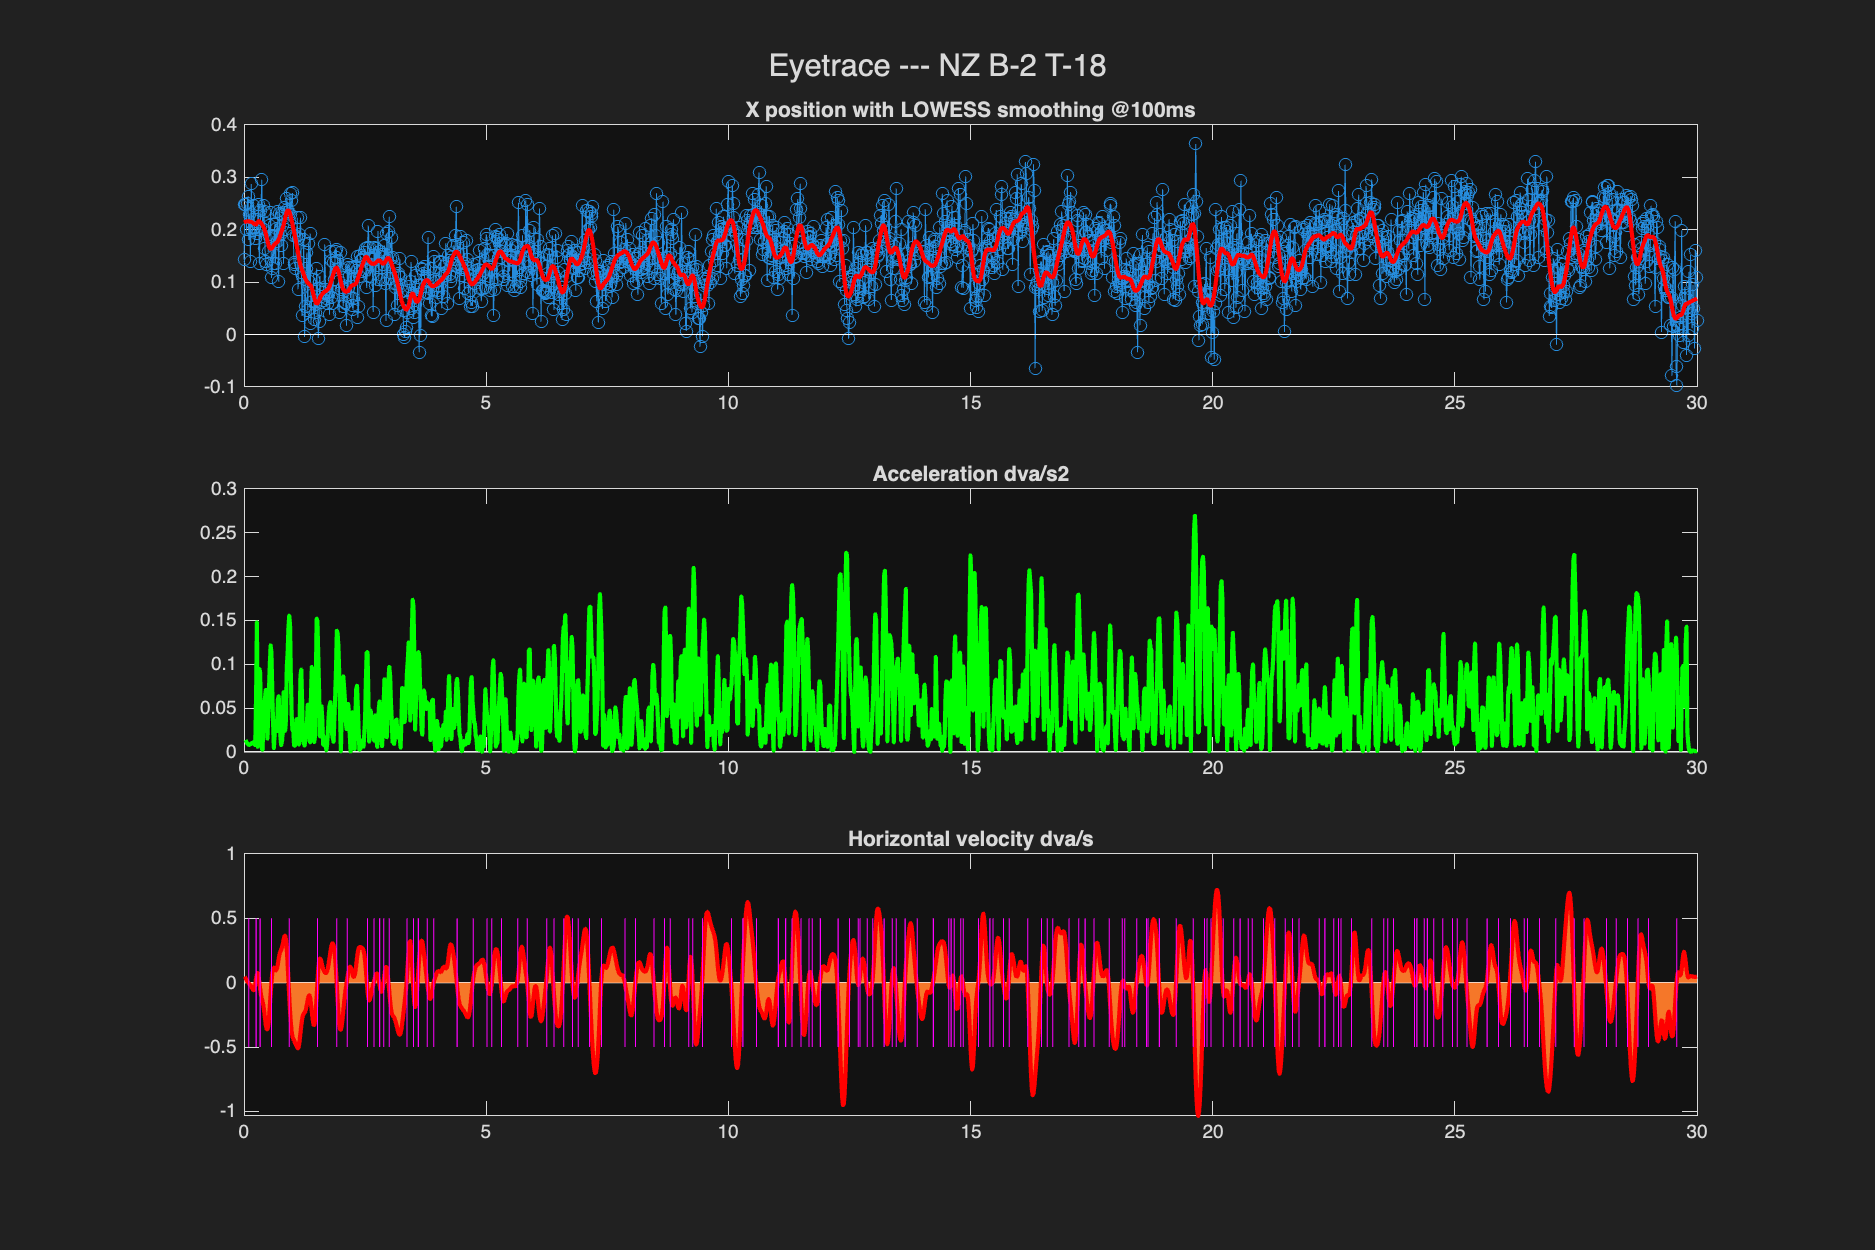 Eyetrace --- NZ B-2 T-18
X position with LOWESS smoothing @100ms
0.4
0.3
0.2
0.1
0
-0.1
0 5 10 15 20 25 30
Acceleration dva/s2
0.3
0.25
0.2
0.15
0.1
0.05
0
0 5 10 15 20 25 30
Horizontal velocity dva/s
1
0.5
0
-0.5
-1
0 5 10 15 20 25 30